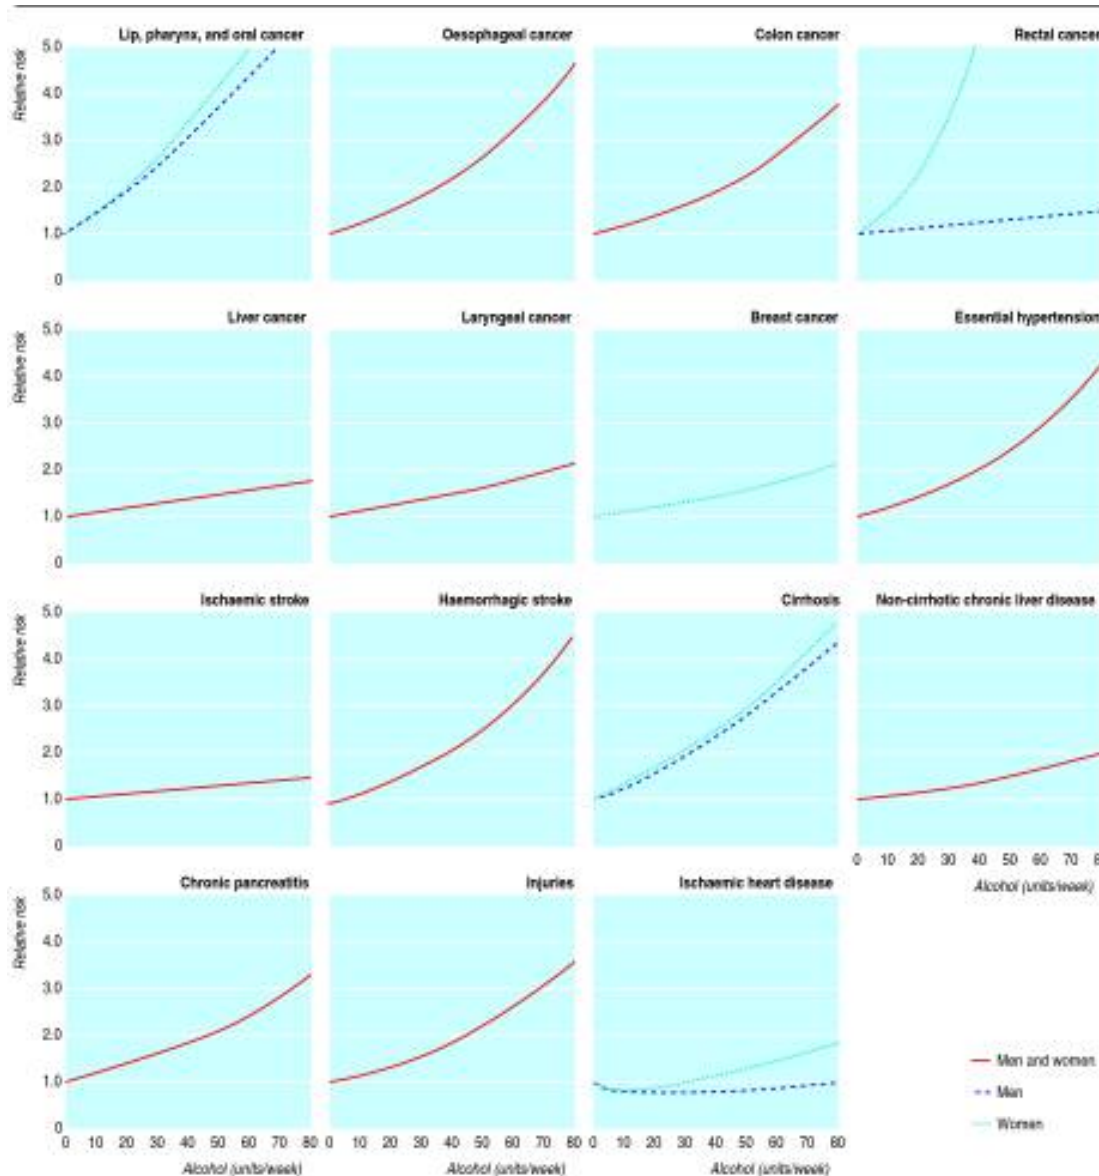 Lip, pharynx, and oral cancer
Oesophageal cancer
Colon cancer
Rectal cancer
Relative risk
5.0
4.0
3.0
2.0
1.0
0
Liver cancer
Laryngeal cancer
Breast cancer
Essential hypertension
Relative risk
5.0
4.0
3.0
2.0
1.0
0
Ischaemic stroke
Haemorrhagic stroke
Cirrhosis
Non-cirrhotic chronic liver disease
Relative risk
5.0
4.0
3.0
2.0
1.0
0
0 10 20 30 40 50 60 70 80
Alcohol (units/week)
Chronic pancreatitis
Injuries
Ischaemic heart disease
Relative risk
5.0
4.0
3.0
2.0
1.0
0
Men and women
Men
Women
0 10 20 30 40 50 60 70 80
0 10 20 30 40 50 60 70 80
0 10 20 30 40 50 60 70 80
Alcohol (units/week)
Alcohol (units/week)
Alcohol (units/week)